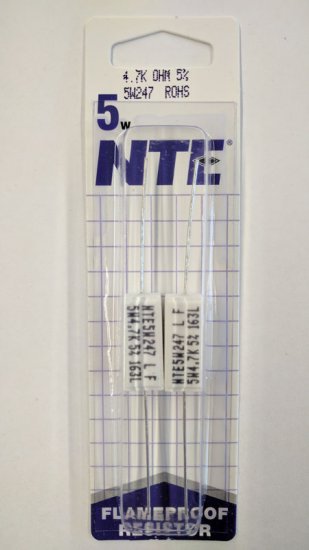 4.7K OHM 5%
5W247 ROHS
5 W
NTE®
NTE5W247 L F
5W4.7K 5% 163L
NTE5W247 L F
5W4.7K 5% 163L
FLAMEPROOF
RESISTOR